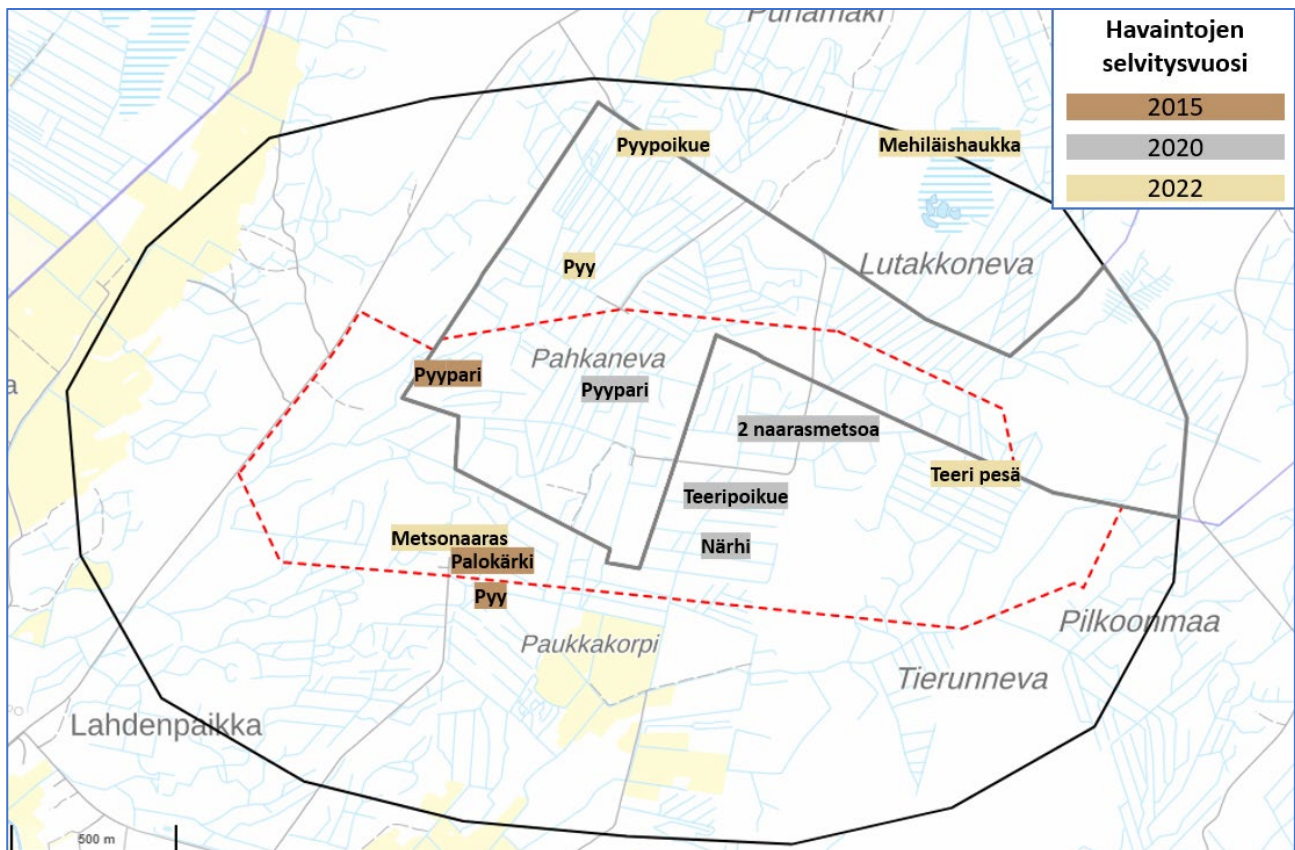 Punamäki
Havaintojen
selvitysvuosi
2015
2020
2022
Pyypoikue
Mehiläishaukka
Pyy
Lutakkoneva
Pahkaneva
Pyypari
Pyypari
a
2 naarasmetsoa
Teeri pesä
Teeripoikue
Metsonaaras
Närhi
Palokärki
Pyy
Paukkakorpi
Pilkoonmaa
Tierunneva
Lahdenpaikka
500 m